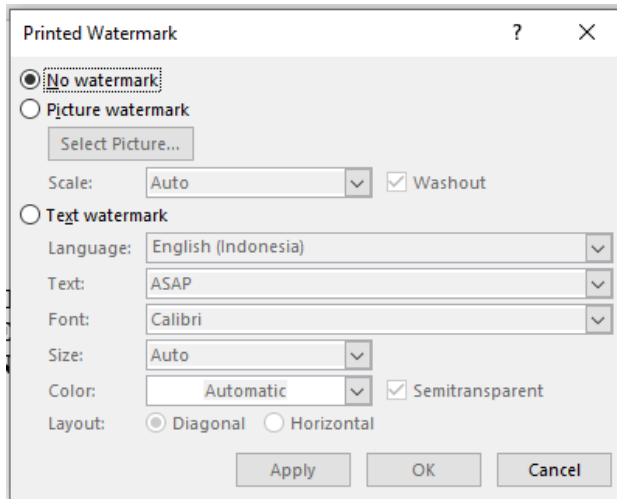 Printed Watermark ? ×
No watermark
Picture watermark
Select Picture...
Scale: Auto Washout
Text watermark
Language: English (Indonesia)
Text: ASAP
Font: Calibri
Size: Auto
Color: Automatic Semitransparent
Layout: Diagonal Horizontal
Apply OK Cancel